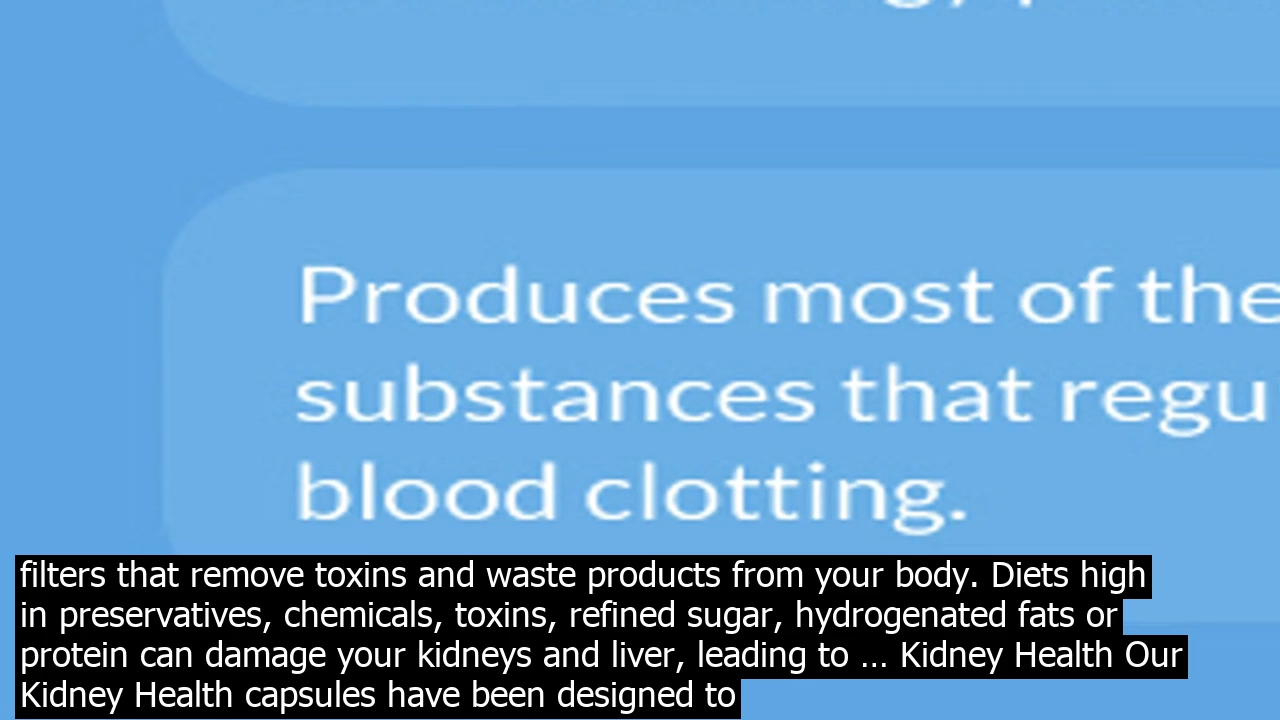 Produces most of the
substances that regu
blood clotting.
filters that remove toxins and waste products from your body. Diets high
in preservatives, chemicals, toxins, refined sugar, hydrogenated fats or
protein can damage your kidneys and liver, leading to ... Kidney Health Our
Kidney Health capsules have been designed to